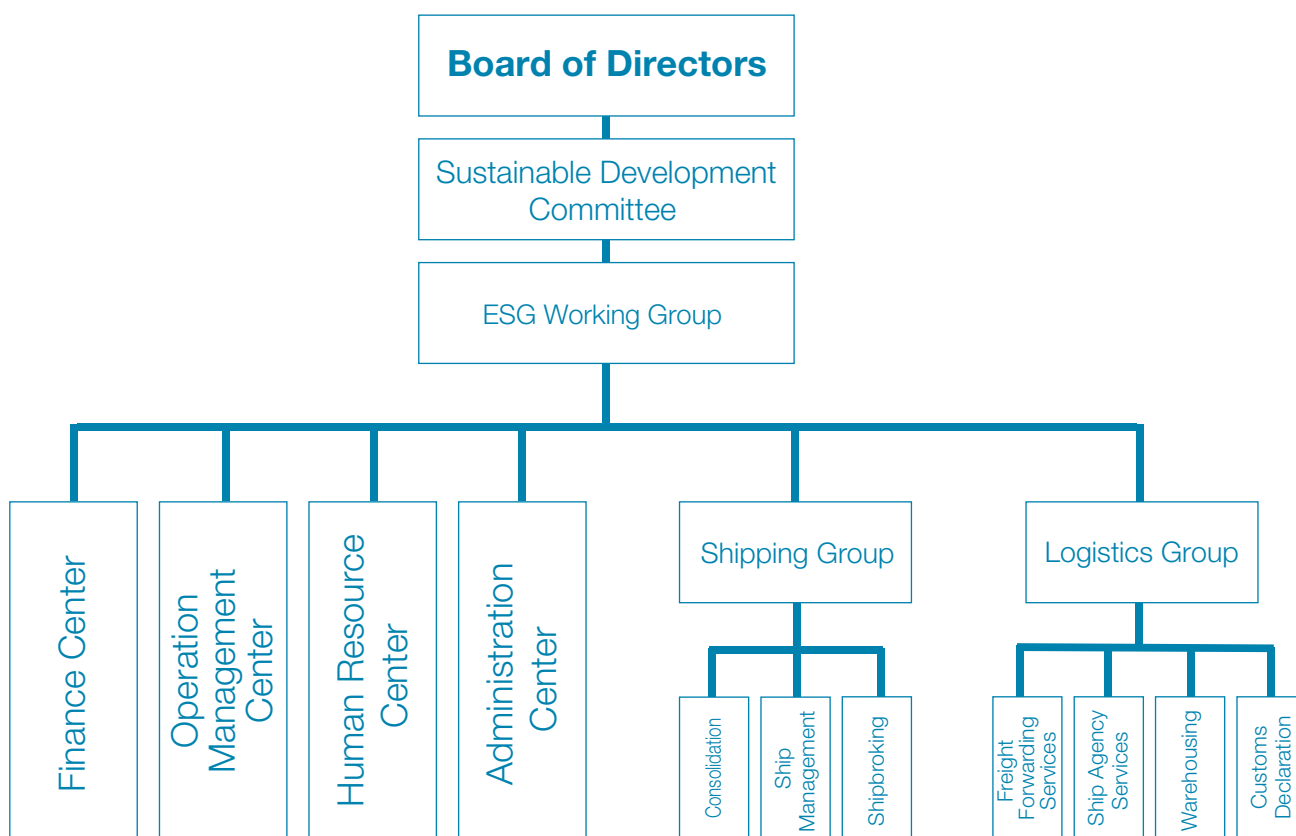 Board of Directors
Sustainable Development
Committee
ESG Working Group
Finance Center
Operation
Management
Center
Human Resource
Center
Administration
Center
Shipping Group
Logistics Group
Consolidation
Ship
Management
Shipbroking
Freight
Forwarding
Services
Ship Agency
Services
Warehousing
Customs
Declaration